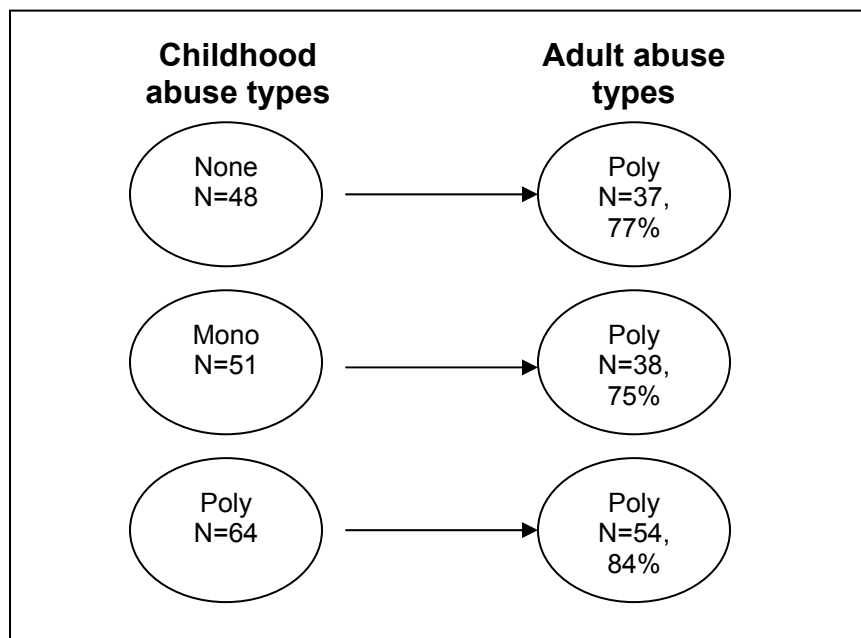 Childhood
abuse types
Adult abuse
types
None
N=48
Poly
N=37,
77%
Mono
N=51
Poly
N=38,
75%
Poly
N=64
Poly
N=54,
84%